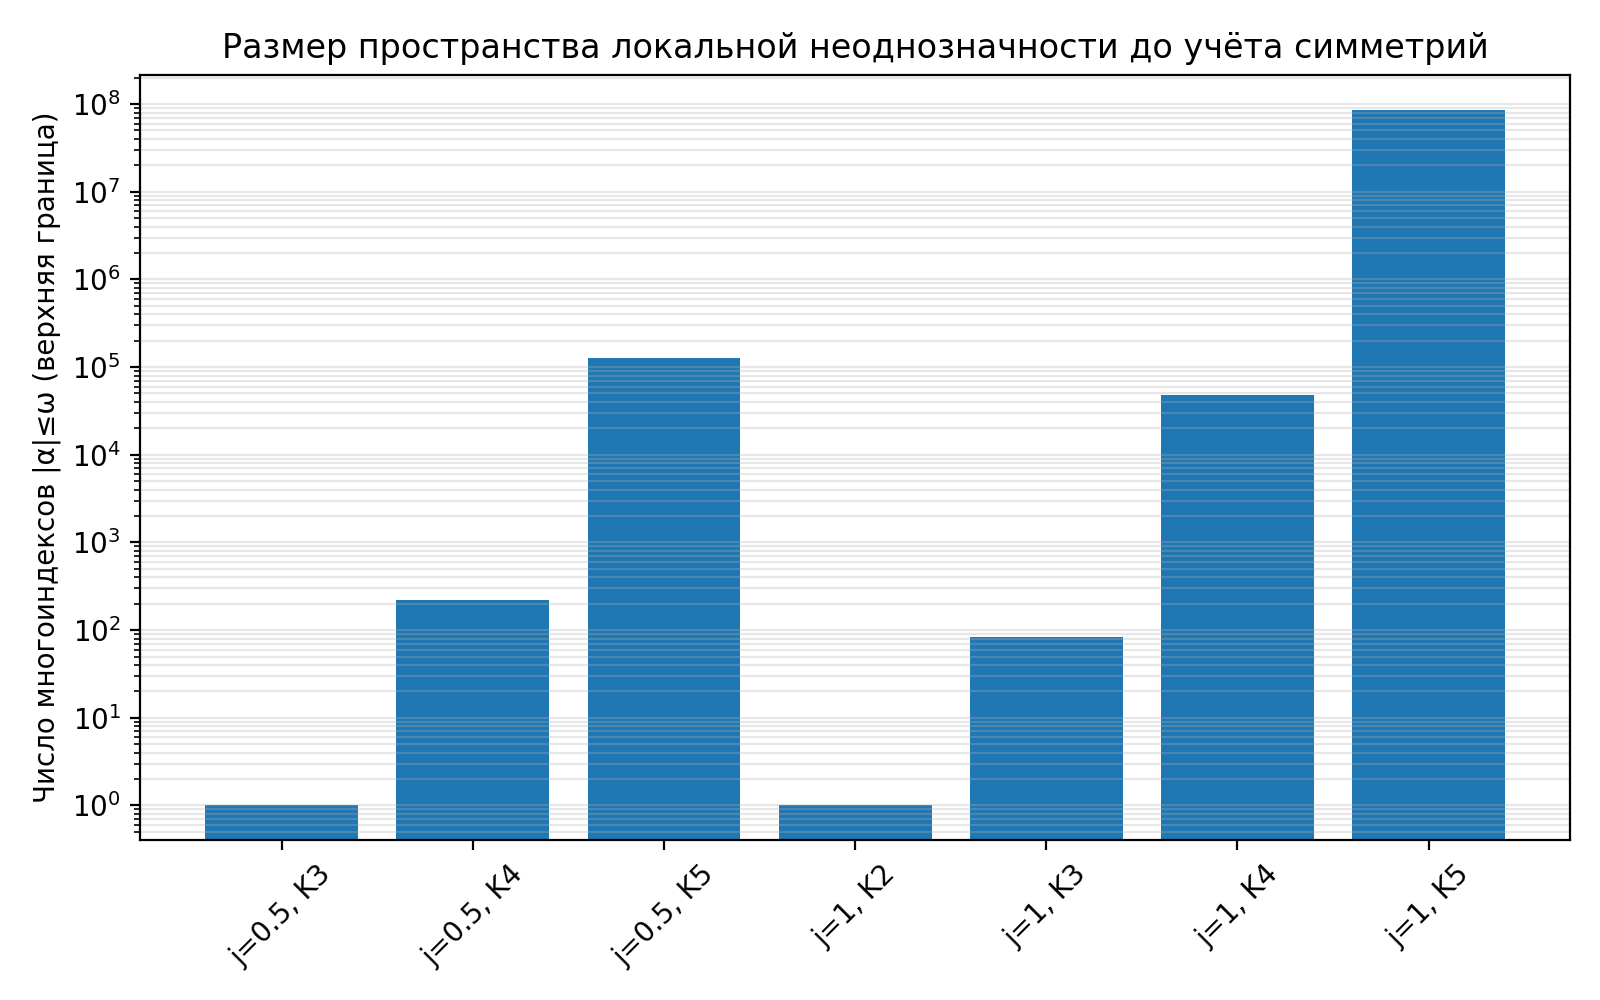 Размер пространства локальной неоднозначности до учёта симметрий
Число многоиндексов |α|≤ω (верхняя граница)
10⁸
10⁷
10⁶
10⁵
10⁴
10³
10²
10¹
10⁰
j=0.5, K3
j=0.5, K4
j=0.5, K5
j=1, K2
j=1, K3
j=1, K4
j=1, K5